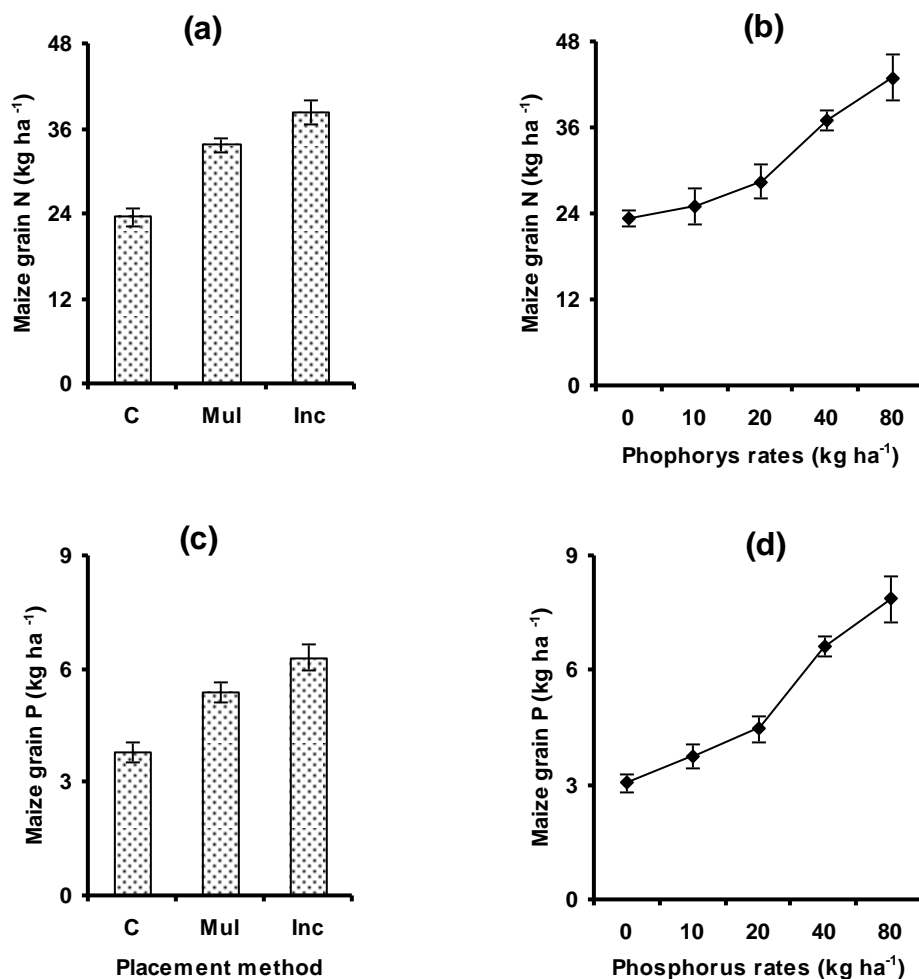 (a)
Maize grain N (kg ha ⁻¹)
48
36
24
12
0
C Mul Inc
(b)
Maize grain N (kg ha ⁻¹)
48
36
24
12
0
0 10 20 40 80
Phophorys rates (kg ha⁻¹)
(c)
Maize grain P (kg ha ⁻¹)
9
6
3
0
C Mul Inc
Placement method
(d)
Maize grain P (kg ha ⁻¹)
9
6
3
0
0 10 20 40 80
Phosphorus rates (kg ha⁻¹)